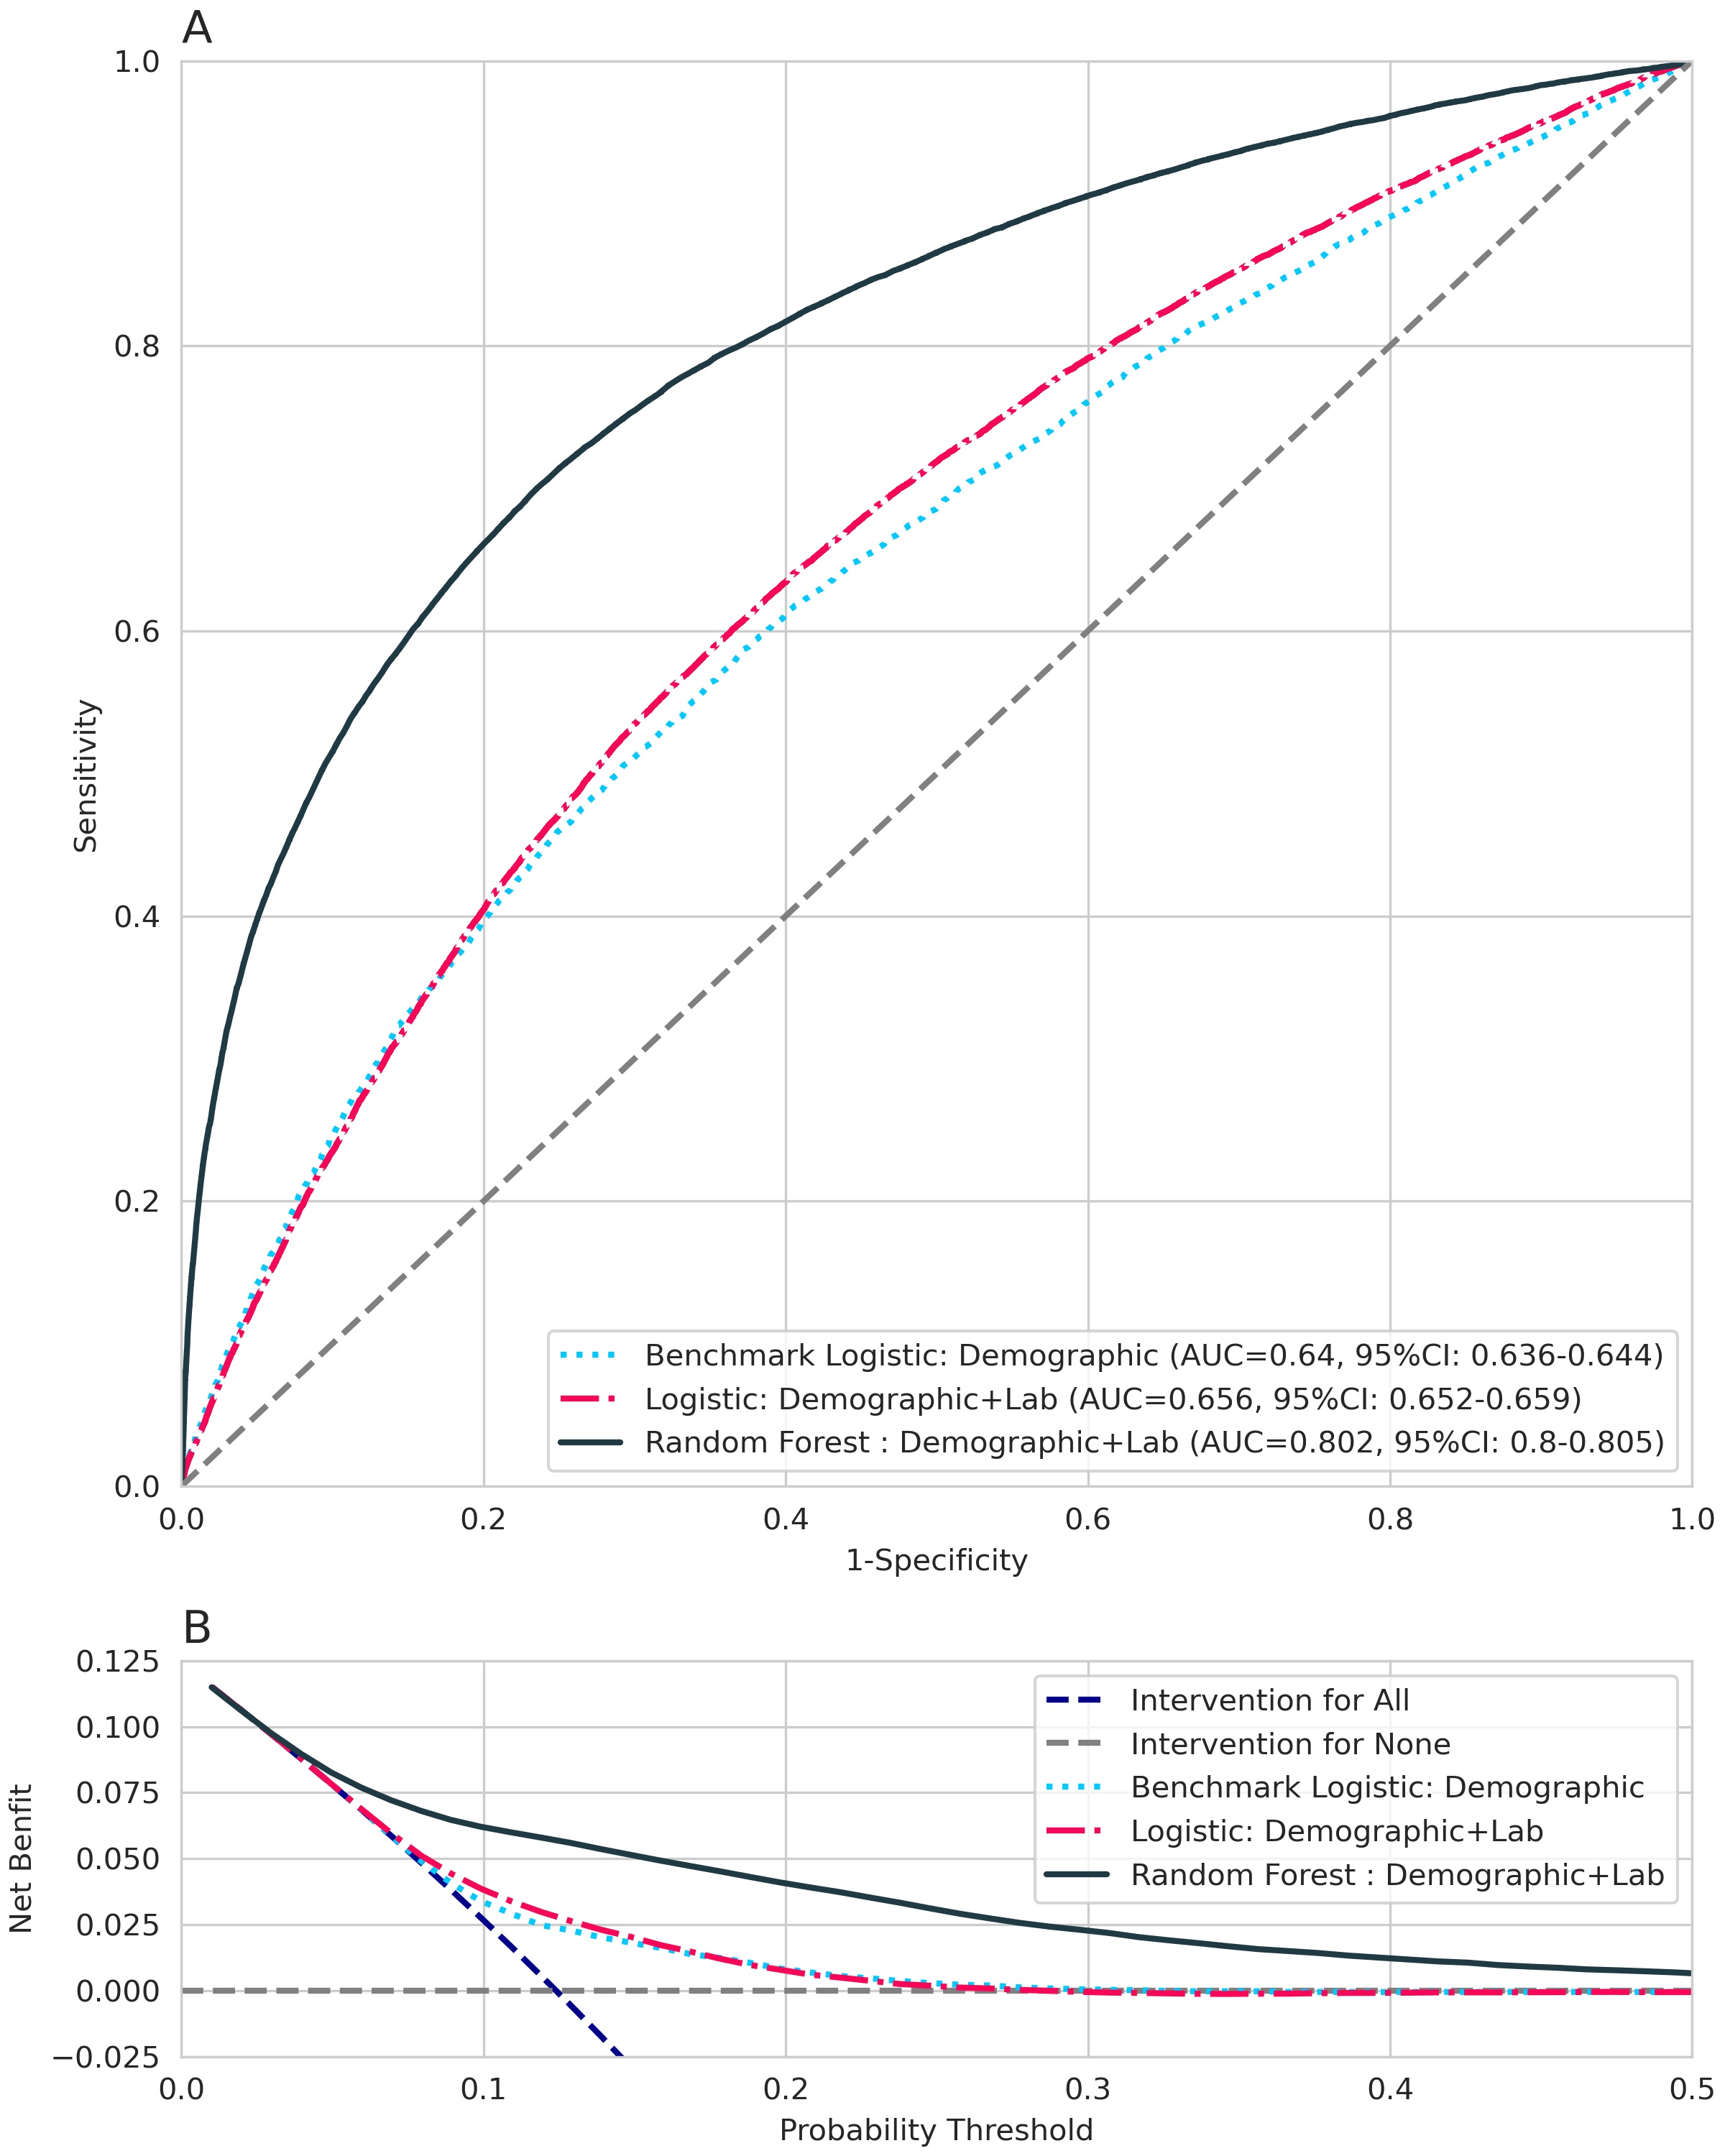 A
1.0
0.8
0.6
0.4
0.2
0.0
Sensitivity
Benchmark Logistic: Demographic (AUC=0.64, 95%CI: 0.636-0.644)
Logistic: Demographic+Lab (AUC=0.656, 95%CI: 0.652-0.659)
Random Forest : Demographic+Lab (AUC=0.802, 95%CI: 0.8-0.805)
0.0 0.2 0.4 0.6 0.8 1.0
1-Specificity
B
0.125
0.100
0.075
0.050
0.025
0.000
−0.025
Net Benfit
Intervention for All
Intervention for None
Benchmark Logistic: Demographic
Logistic: Demographic+Lab
Random Forest : Demographic+Lab
0.0 0.1 0.2 0.3 0.4 0.5
Probability Threshold